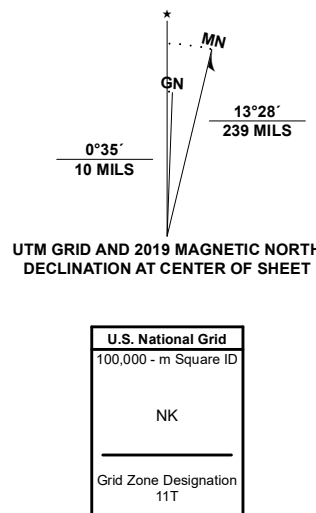 ★
MN
GN
13°28´
239 MILS
0°35´
10 MILS
UTM GRID AND 2019 MAGNETIC NORTH
DECLINATION AT CENTER OF SHEET
U.S. National Grid
100,000 - m Square ID
NK
Grid Zone Designation
11T